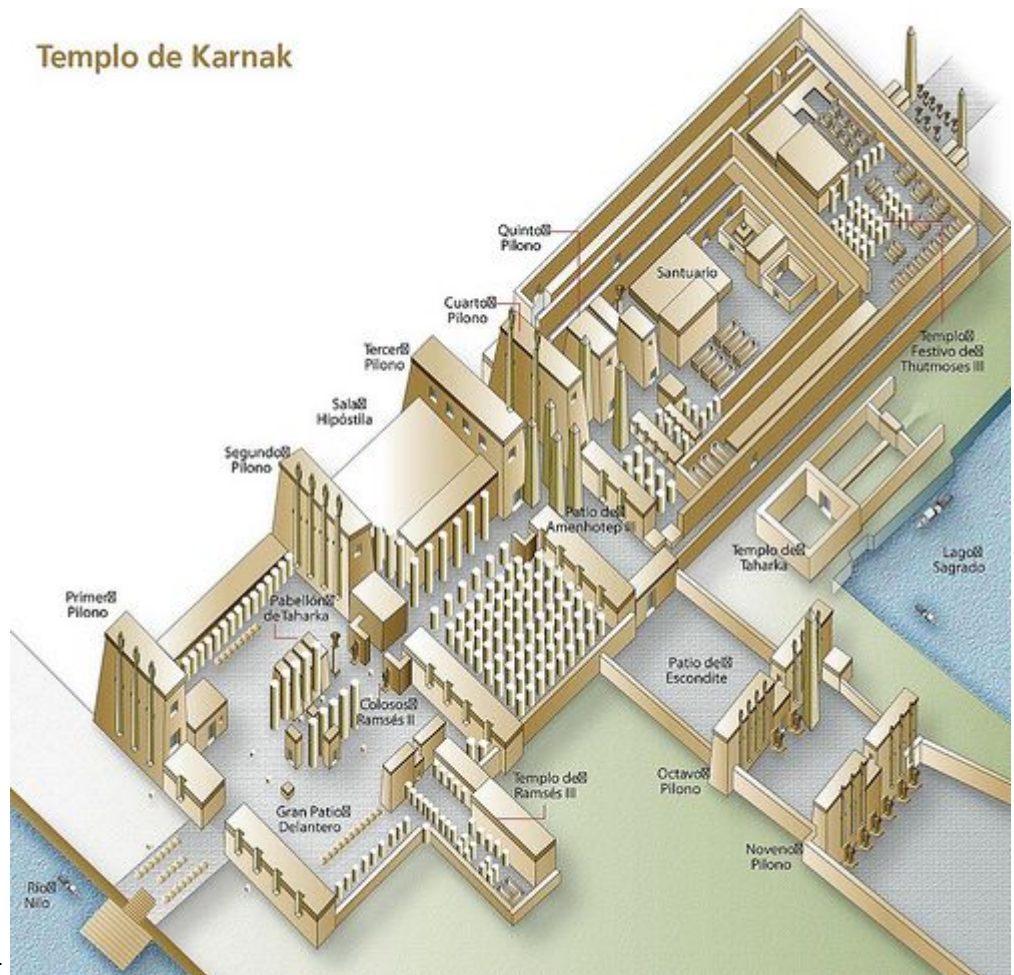 Templo de Karnak
Quinto
Pilono
Santuario
Cuarto
Pilono
Tercer
Pilono
Templo
Festivo de
Thutmoses III
Sala
Hipóstila
Segundo
Pilono
Patio de
Amenhotep III
Templo de
Taharka
Lago
Sagrado
Primer
Pilono
Pabellón
de Taharka
Patio de
Escondite
Colosos
Ramsés II
Templo de
Ramsés III
Octavo
Pilono
Gran Patio
Delantero
Noveno
Pilono
Río
Nilo